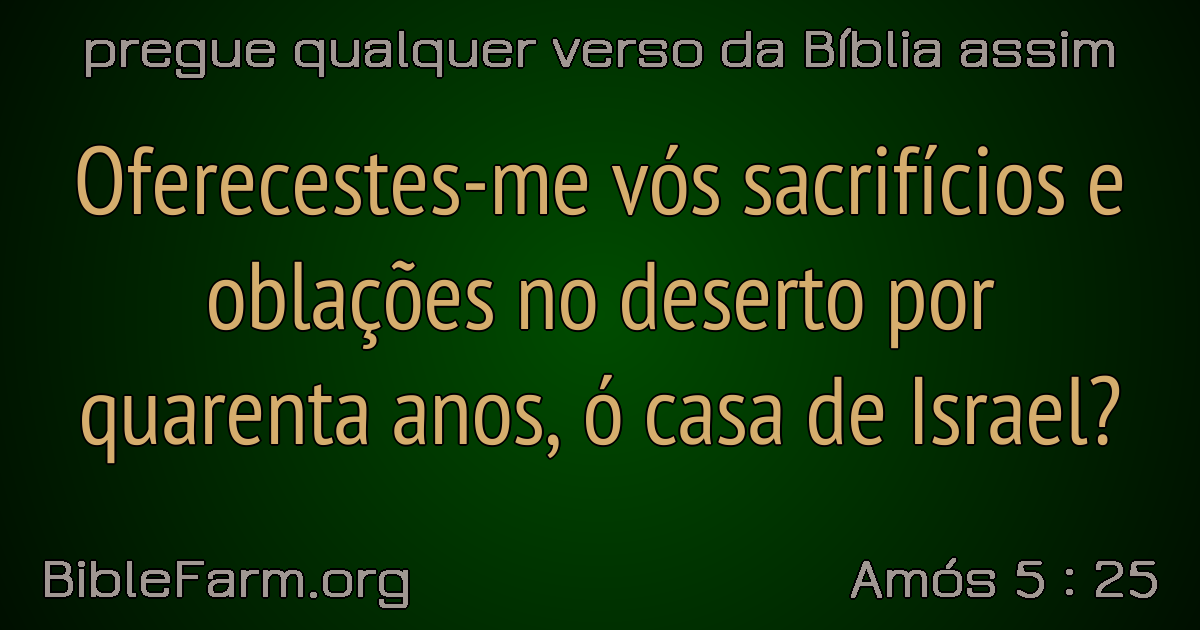 pregue qualquer verso da Bíblia assim
Oferecestes-me vós sacrifícios e
oblações no deserto por
quarenta anos, ó casa de Israel?
BibleFarm.org
Amós 5 : 25